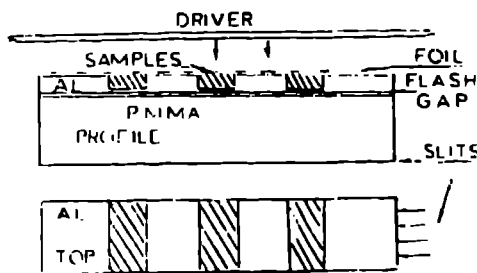 DRIVER
SAMPLES FOIL
AL FLASH
GAP
PMMA
PROFILE
SLITS
AL
TOP